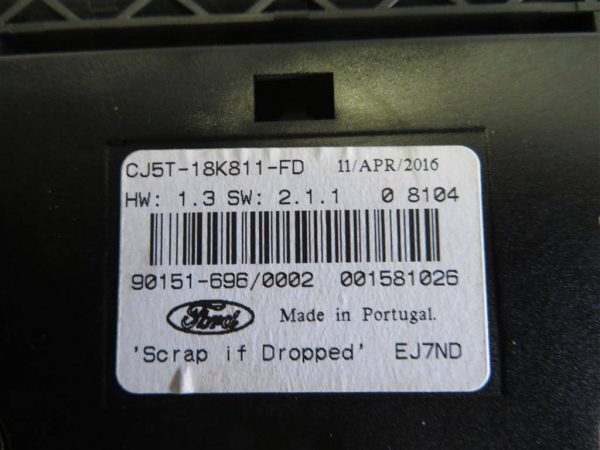 CJ5T-18K811-FD 11/APR/2016
HW: 1.3 SW: 2.1.1 0 8104
90151-696/0002 001581026
Ford Made in Portugal.
'Scrap if Dropped' EJ7ND